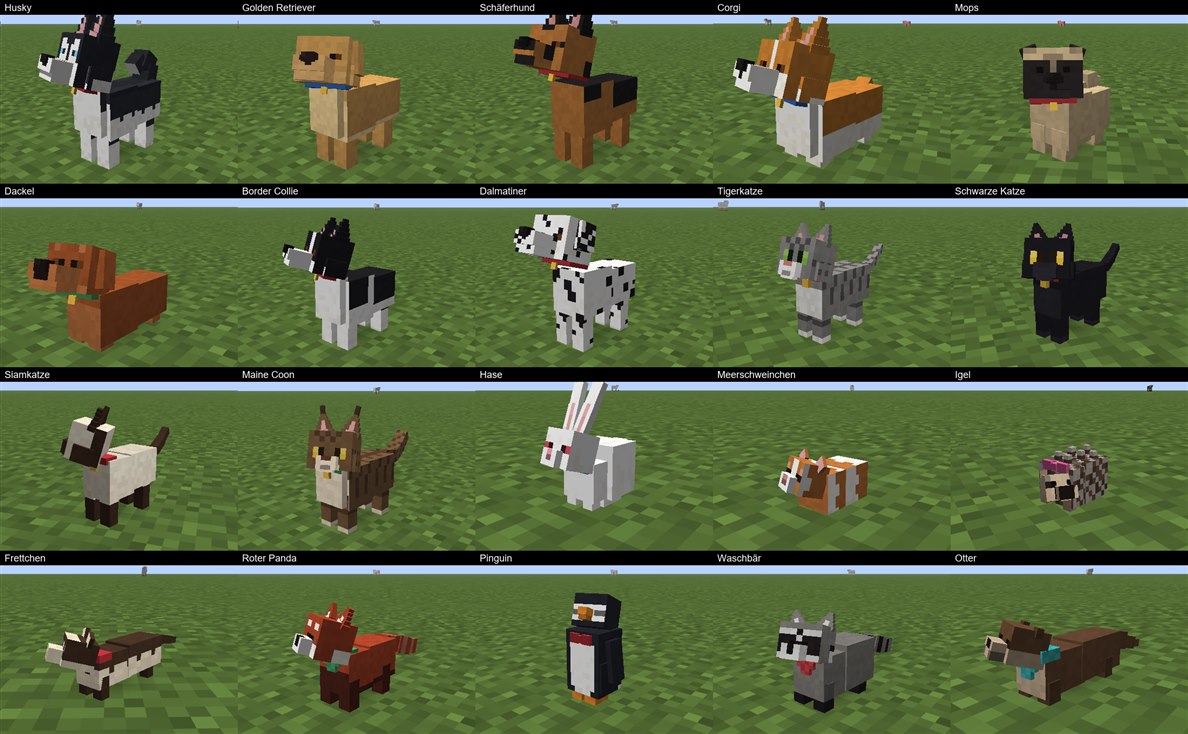 Husky
Golden Retriever
Schäferhund
Corgi
Mops
Dackel
Border Collie
Dalmatiner
Tigerkatze
Schwarze Katze
Siamkatze
Maine Coon
Hase
Meerschweinchen
Igel
Frettchen
Roter Panda
Pinguin
Waschbär
Otter